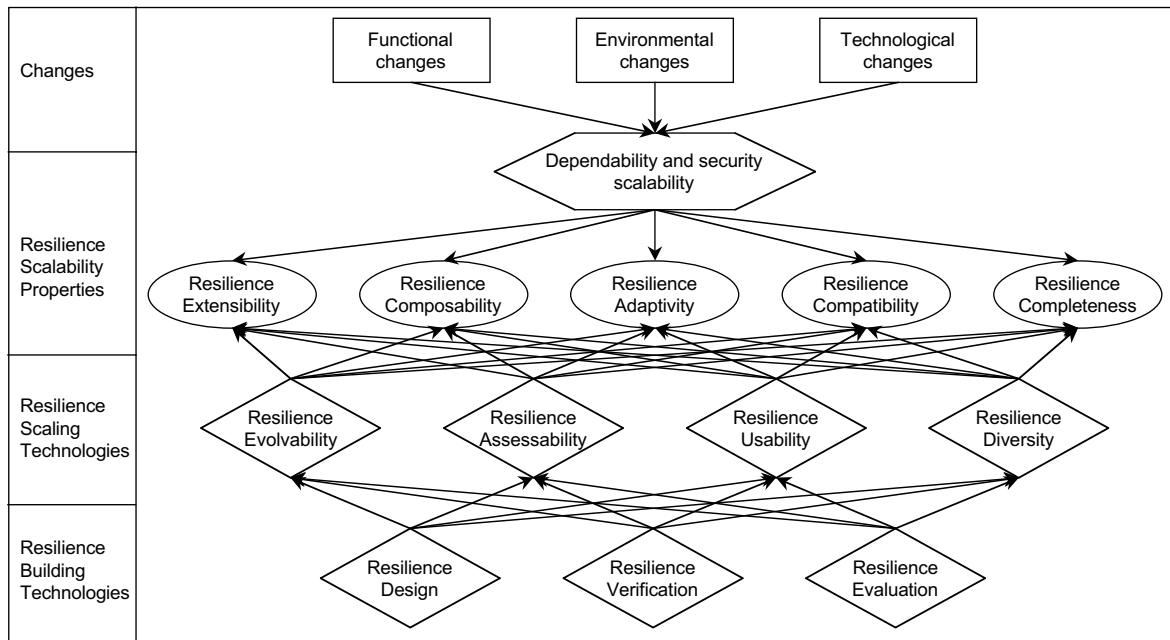 Changes
Functional
changes
Environmental
changes
Technological
changes
Dependability and security
scalability
Resilience
Scalability
Properties
Resilience
Extensibility
Resilience
Composability
Resilience
Adaptivity
Resilience
Compatibility
Resilience
Completeness
Resilience
Scaling
Technologies
Resilience
Evolvability
Resilience
Assessability
Resilience
Usability
Resilience
Diversity
Resilience
Building
Technologies
Resilience
Design
Resilience
Verification
Resilience
Evaluation